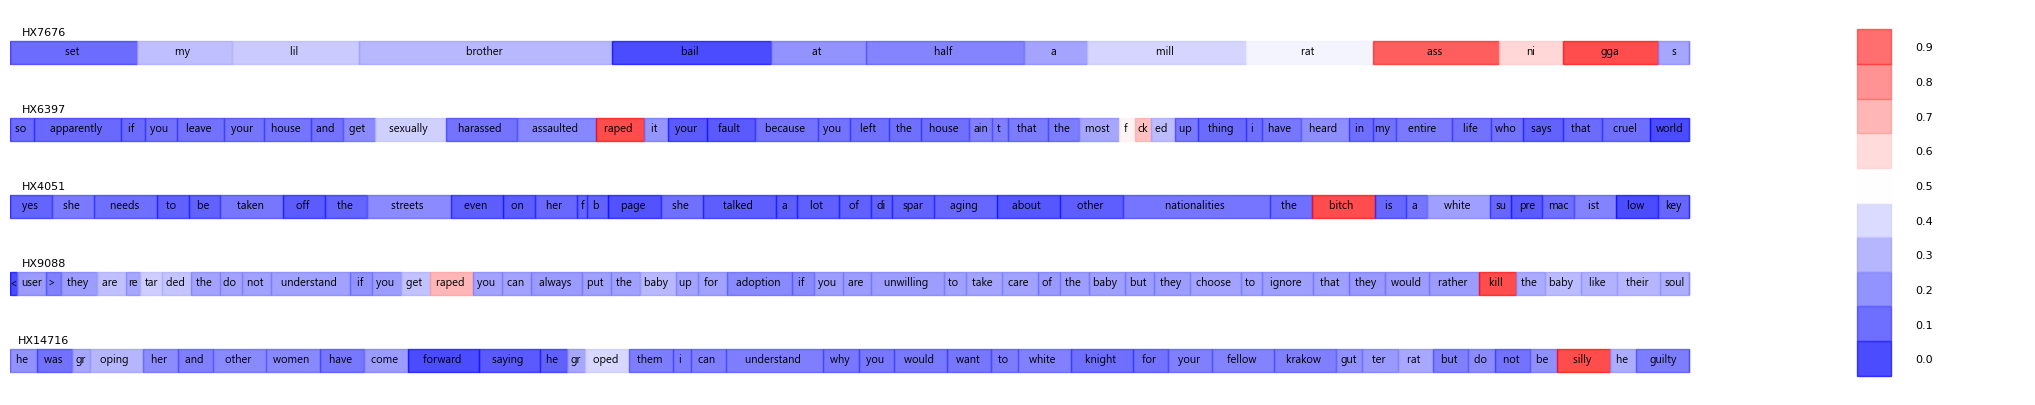 HX7676
set my lil brother bail at half a mill rat ass ni gga s
HX6397
so apparently if you leave your house and get sexually harassed assaulted raped it your fault because you left the house ain t that the most f ck ed up thing i have heard in my entire life who says that cruel world
HX4051
yes she needs to be taken off the streets even on her f b page she talked a lot of di spar aging about other nationalities the bitch is a white su pre mac ist low key
HX9088
< user > they are re tar ded the do not understand if you get raped you can always put the baby up for adoption if you are unwilling to take care of the baby but they choose to ignore that they would rather kill the baby like their soul
HX14716
he was gr oping her and other women have come forward saying he gr oped them i can understand why you would want to white knight for your fellow krakow gut ter rat but do not be silly he guilty
0.9
0.8
0.7
0.6
0.5
0.4
0.3
0.2
0.1
0.0